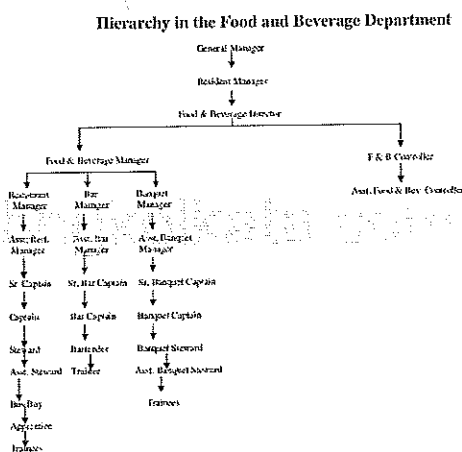 Hierarchy in the Food and Beverage Department
General Manager
Resident Manager
Food & Beverage Director
Food & Beverage Manager
F & B Controller
Restaurant Manager
Bar Manager
Banquet Manager
Asst. Food & Bev. Controller
Asst. Rest. Manager
Asst. Bar Manager
Asst. Banquet Manager
Sr. Captain
Sr. Bar Captain
Sr. Banquet Captain
Captain
Bar Captain
Banquet Captain
Steward
Bartender
Banquet Steward
Asst. Steward
Trainee
Asst. Banquet Steward
Bus Boy
Trainees
Apprentice
Trainees